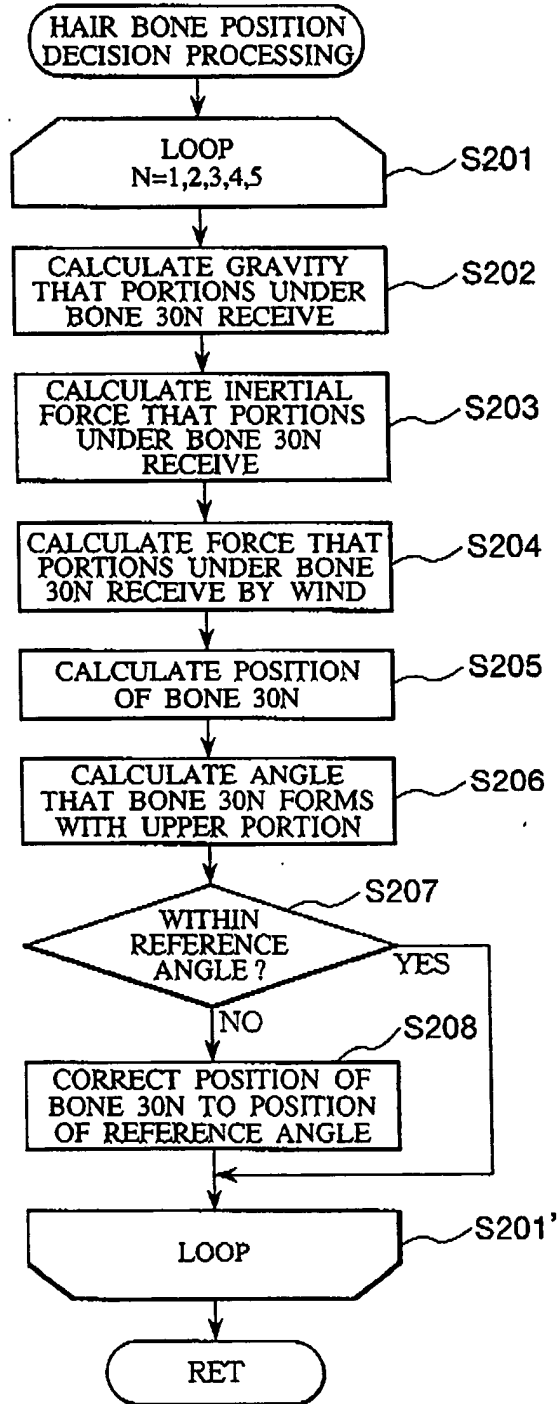 HAIR BONE POSITION
DECISION PROCESSING
LOOP
N=1,2,3,4,5
S201
CALCULATE GRAVITY
THAT PORTIONS UNDER
BONE 30N RECEIVE
S202
CALCULATE INERTIAL
FORCE THAT PORTIONS
UNDER BONE 30N
RECEIVE
S203
CALCULATE FORCE THAT
PORTIONS UNDER BONE
30N RECEIVE BY WIND
S204
CALCULATE POSITION
OF BONE 30N
S205
CALCULATE ANGLE
THAT BONE 30N FORMS
WITH UPPER PORTION
S206
S207
WITHIN
REFERENCE
ANGLE ?
YES
NO
S208
CORRECT POSITION OF
BONE 30N TO POSITION
OF REFERENCE ANGLE
LOOP
S201'
RET